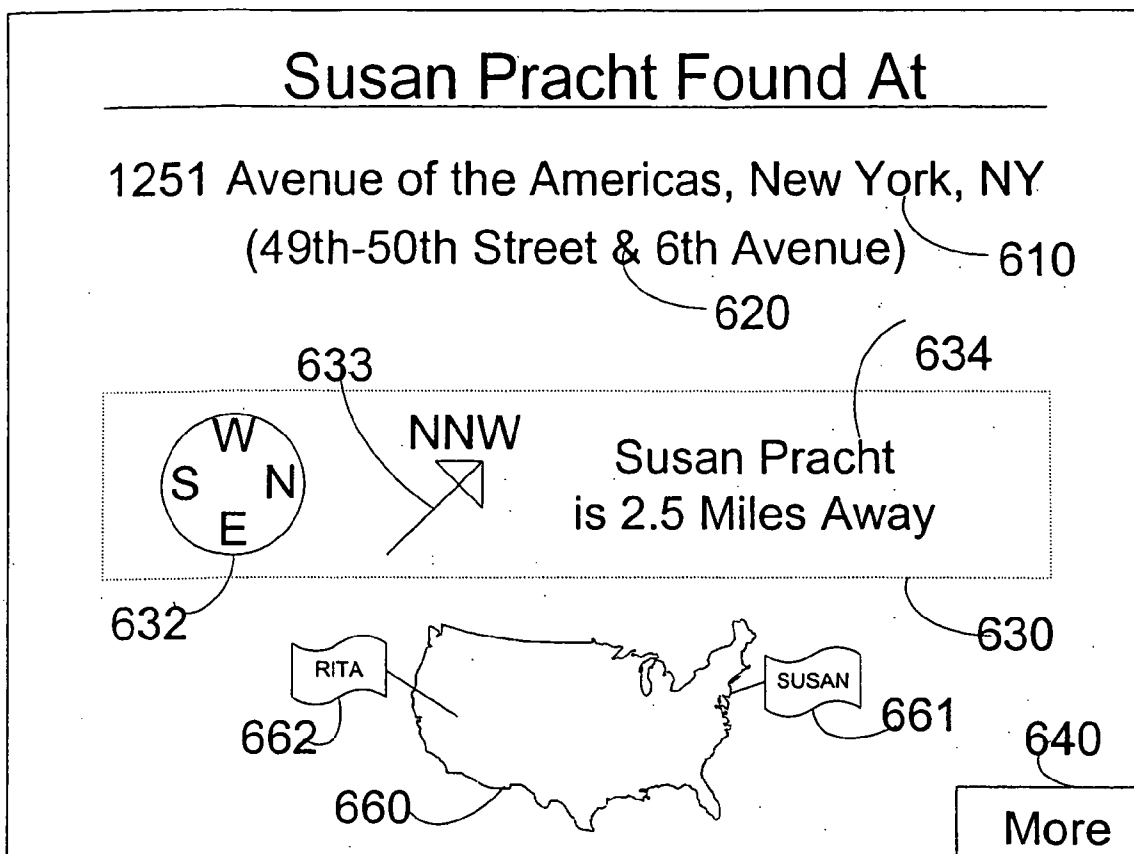 Susan Pracht Found At
1251 Avenue of the Americas, New York, NY
(49th-50th Street & 6th Avenue)
610
620
634
633
NNW
W
S N
E
Susan Pracht
is 2.5 Miles Away
632
630
RITA
SUSAN
662
661
640
660
More